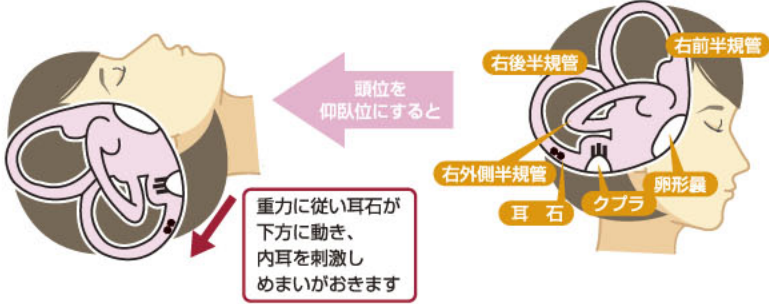 右後半規管
右前半規管
頭位を
仰臥位にすると
右外側半規管
卵形嚢
耳 石
クプラ
重力に従い耳石が
下方に動き、
内耳を刺激し
めまいがおきます